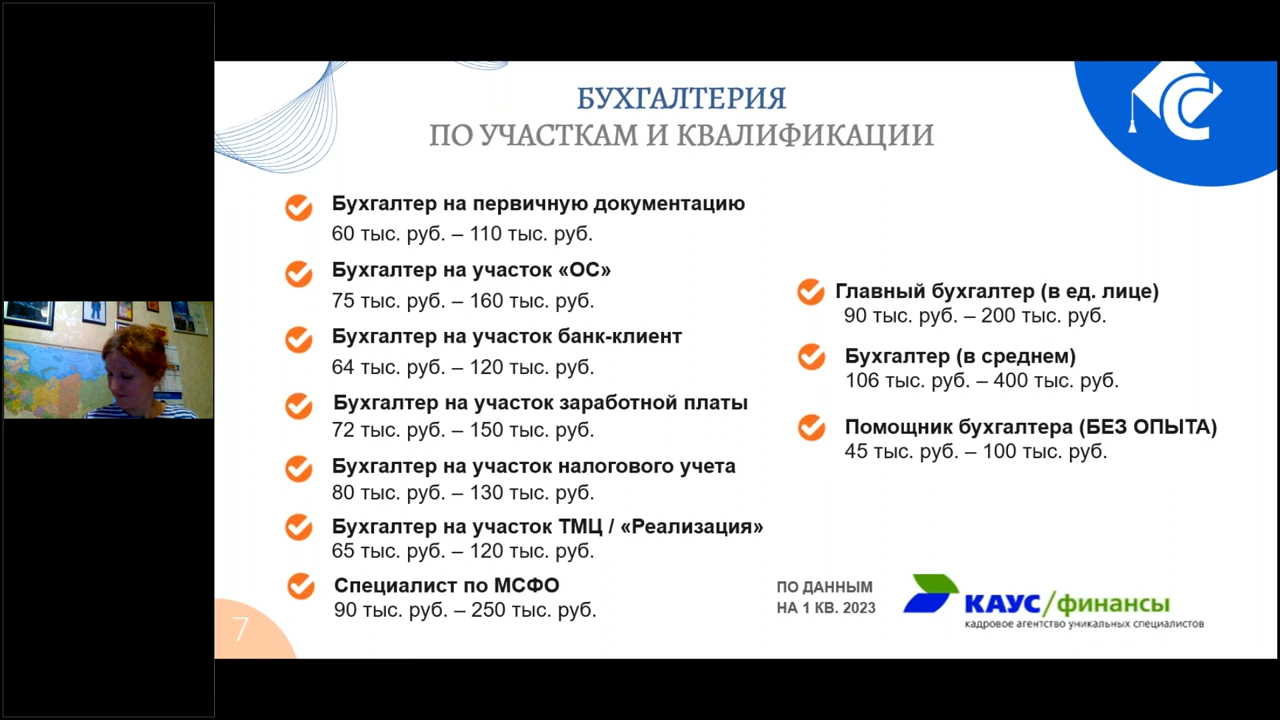 БУХГАЛТЕРИЯ
ПО УЧАСТКАМ И КВАЛИФИКАЦИИ
Бухгалтер на первичную документацию
60 тыс. руб. – 110 тыс. руб.
Бухгалтер на участок «ОС»
75 тыс. руб. – 160 тыс. руб.
Бухгалтер на участок банк-клиент
64 тыс. руб. – 120 тыс. руб.
Бухгалтер на участок заработной платы
72 тыс. руб. – 150 тыс. руб.
Бухгалтер на участок налогового учета
80 тыс. руб. – 130 тыс. руб.
Бухгалтер на участок ТМЦ / «Реализация»
65 тыс. руб. – 120 тыс. руб.
Специалист по МСФО
90 тыс. руб. – 250 тыс. руб.
Главный бухгалтер (в ед. лице)
90 тыс. руб. – 200 тыс. руб.
Бухгалтер (в среднем)
106 тыс. руб. – 400 тыс. руб.
Помощник бухгалтера (БЕЗ ОПЫТА)
45 тыс. руб. – 100 тыс. руб.
ПО ДАННЫМ
НА 1 КВ. 2023
КАУС/финансы
кадровое агентство уникальных специалистов
7